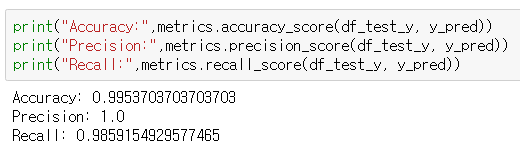 print("Accuracy:",metrics.accuracy_score(df_test_y, y_pred))
print("Precision:",metrics.precision_score(df_test_y, y_pred))
print("Recall:",metrics.recall_score(df_test_y, y_pred))
Accuracy: 0.9953703703703703
Precision: 1.0
Recall: 0.9859154929577465